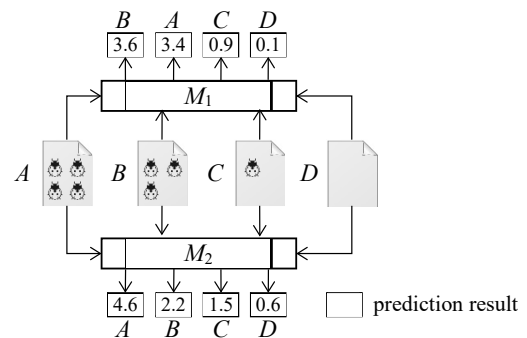 B A C D
3.6 3.4 0.9 0.1
M₁
A B C D
M₂
4.6 2.2 1.5 0.6
A B C D
prediction result